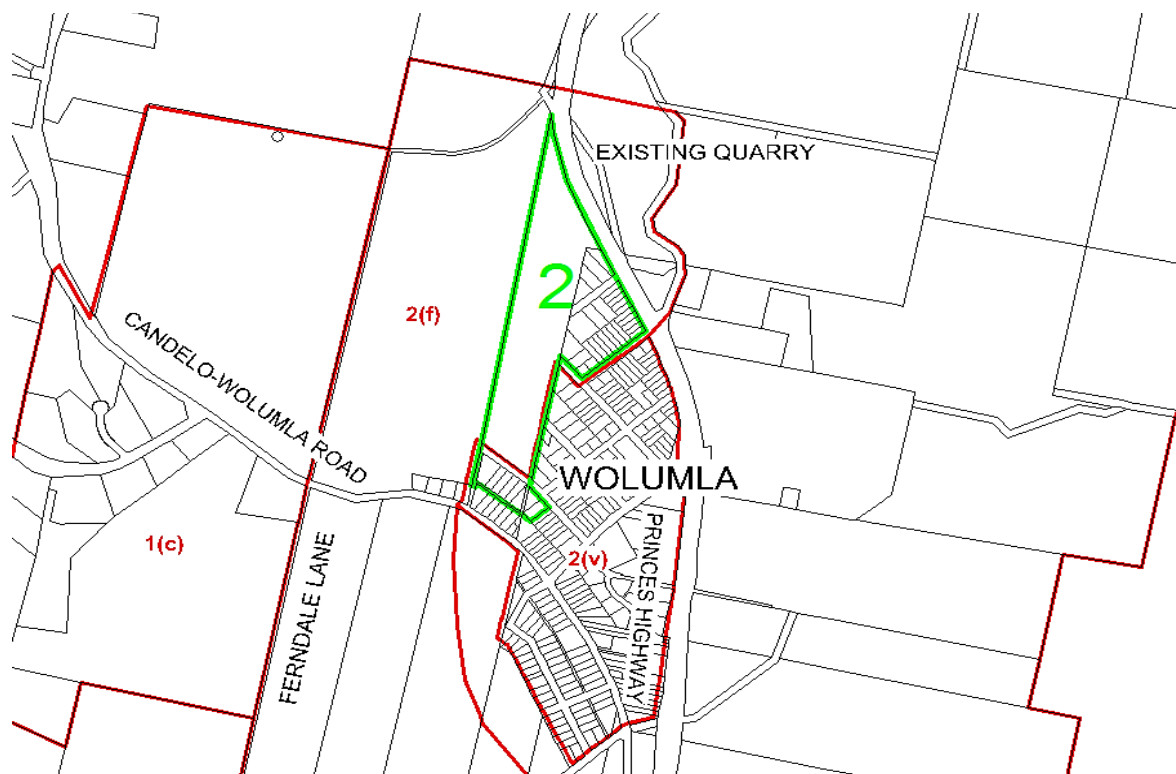 EXISTING QUARRY
2
2(f)
CANDELO-WOLUMLA ROAD
WOLUMLA
1(c)
2(v)
FERNDALE LANE
PRINCES HIGHWAY